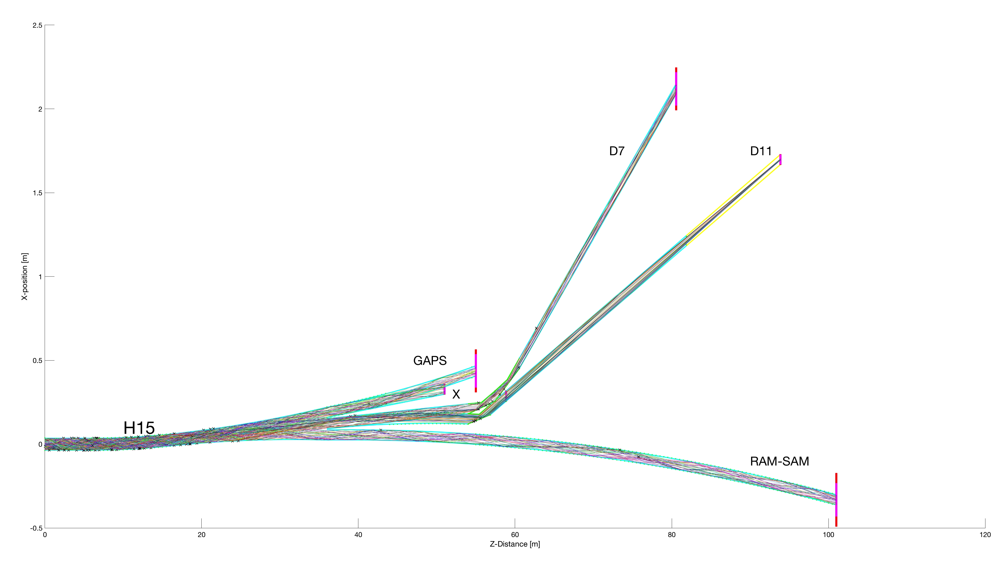 2.5
2
D7
D11
1.5
X-position [m]
1
GAPS
0.5
X
H15
0
RAM-SAM
-0.5
0 20 40 60 80 100 120
Z-Distance [m]